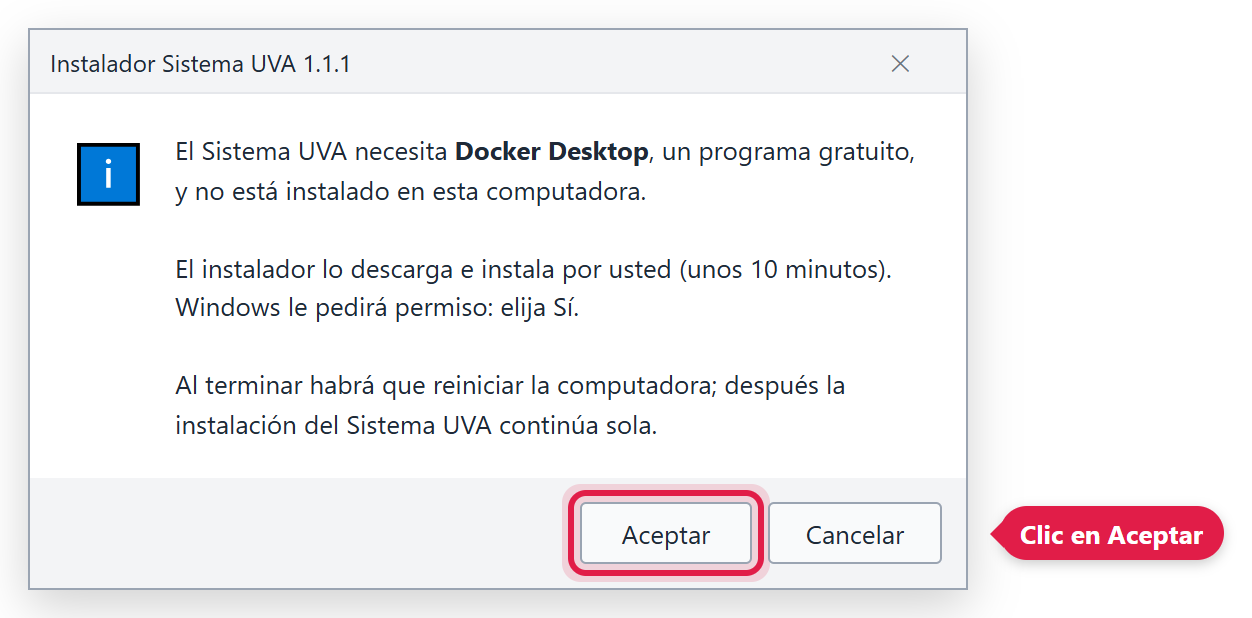 Instalador Sistema UVA 1.1.1
i
El Sistema UVA necesita Docker Desktop, un programa gratuito,
y no está instalado en esta computadora.
El instalador lo descarga e instala por usted (unos 10 minutos).
Windows le pedirá permiso: elija Sí.
Al terminar habrá que reiniciar la computadora; después la
instalación del Sistema UVA continúa sola.
Aceptar
Cancelar
Clic en Aceptar